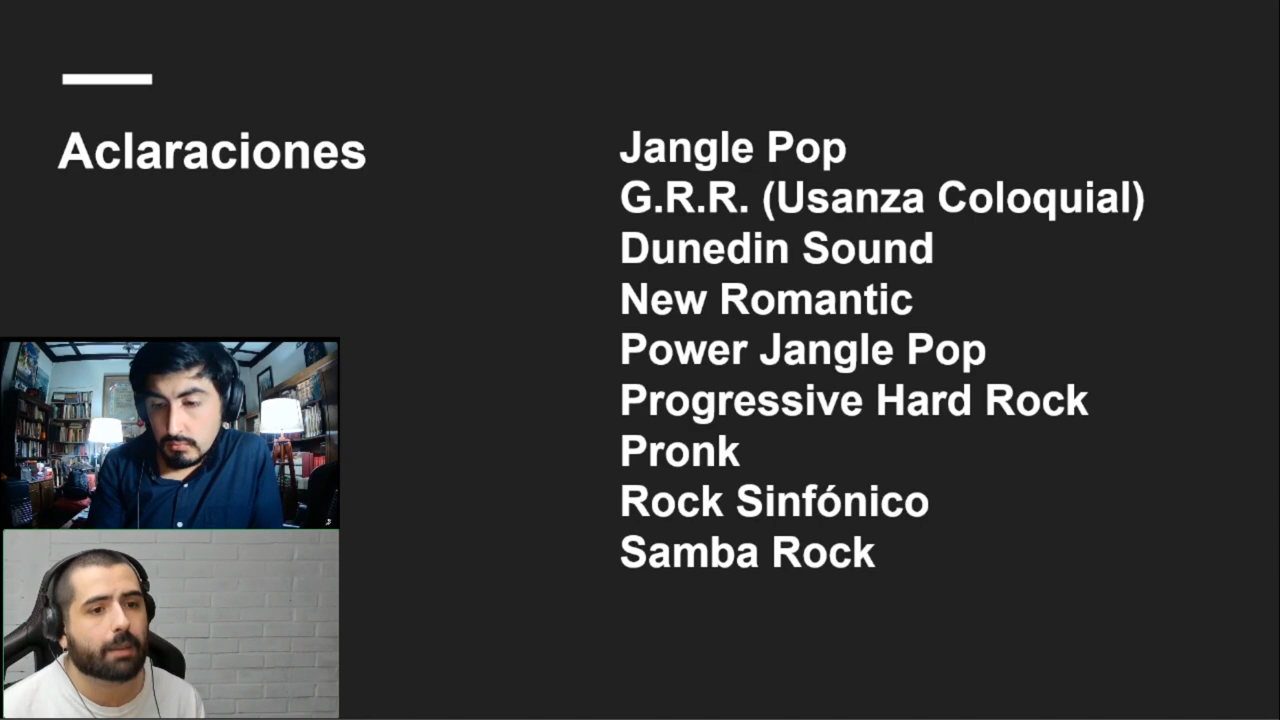 Aclaraciones
Jangle Pop
G.R.R. (Usanza Coloquial)
Dunedin Sound
New Romantic
Power Jangle Pop
Progressive Hard Rock
Pronk
Rock Sinfónico
Samba Rock